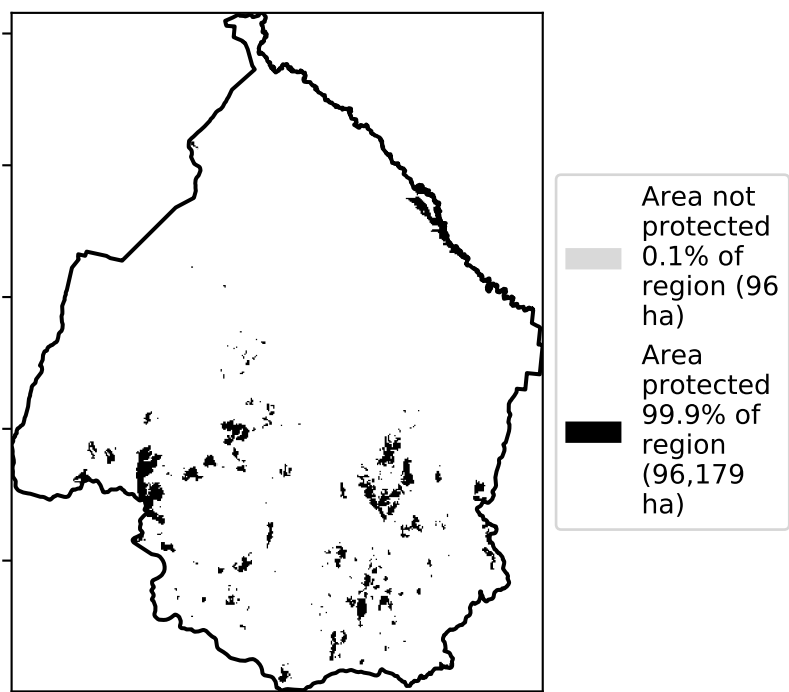 Area not
protected
0.1% of
region (96
ha)
Area
protected
99.9% of
region
(96,179
ha)